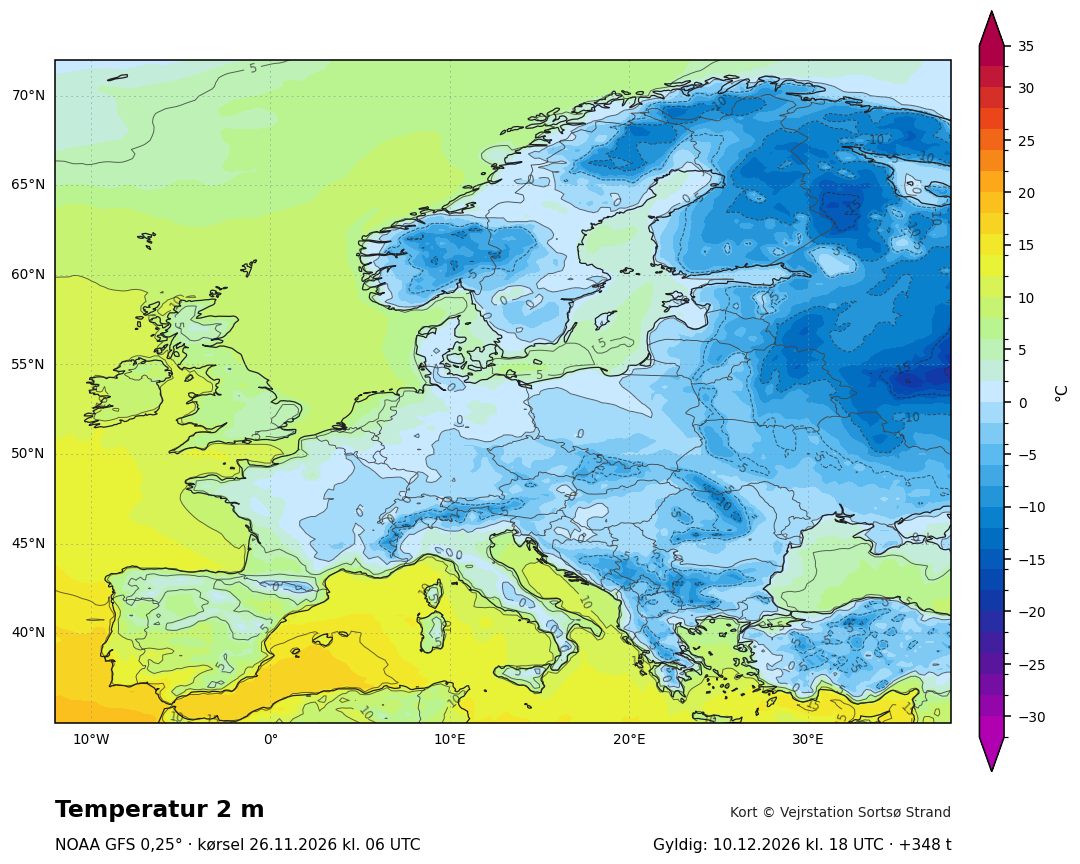 70°N
65°N
60°N
55°N
50°N
45°N
40°N
10°W
0°
10°E
20°E
30°E
35
30
25
20
15
10
5
0
−5
−10
−15
−20
−25
−30
°C
Temperatur 2 m
Kort © Vejrstation Sortsø Strand
NOAA GFS 0,25° · kørsel 26.11.2026 kl. 06 UTC
Gyldig: 10.12.2026 kl. 18 UTC · +348 t